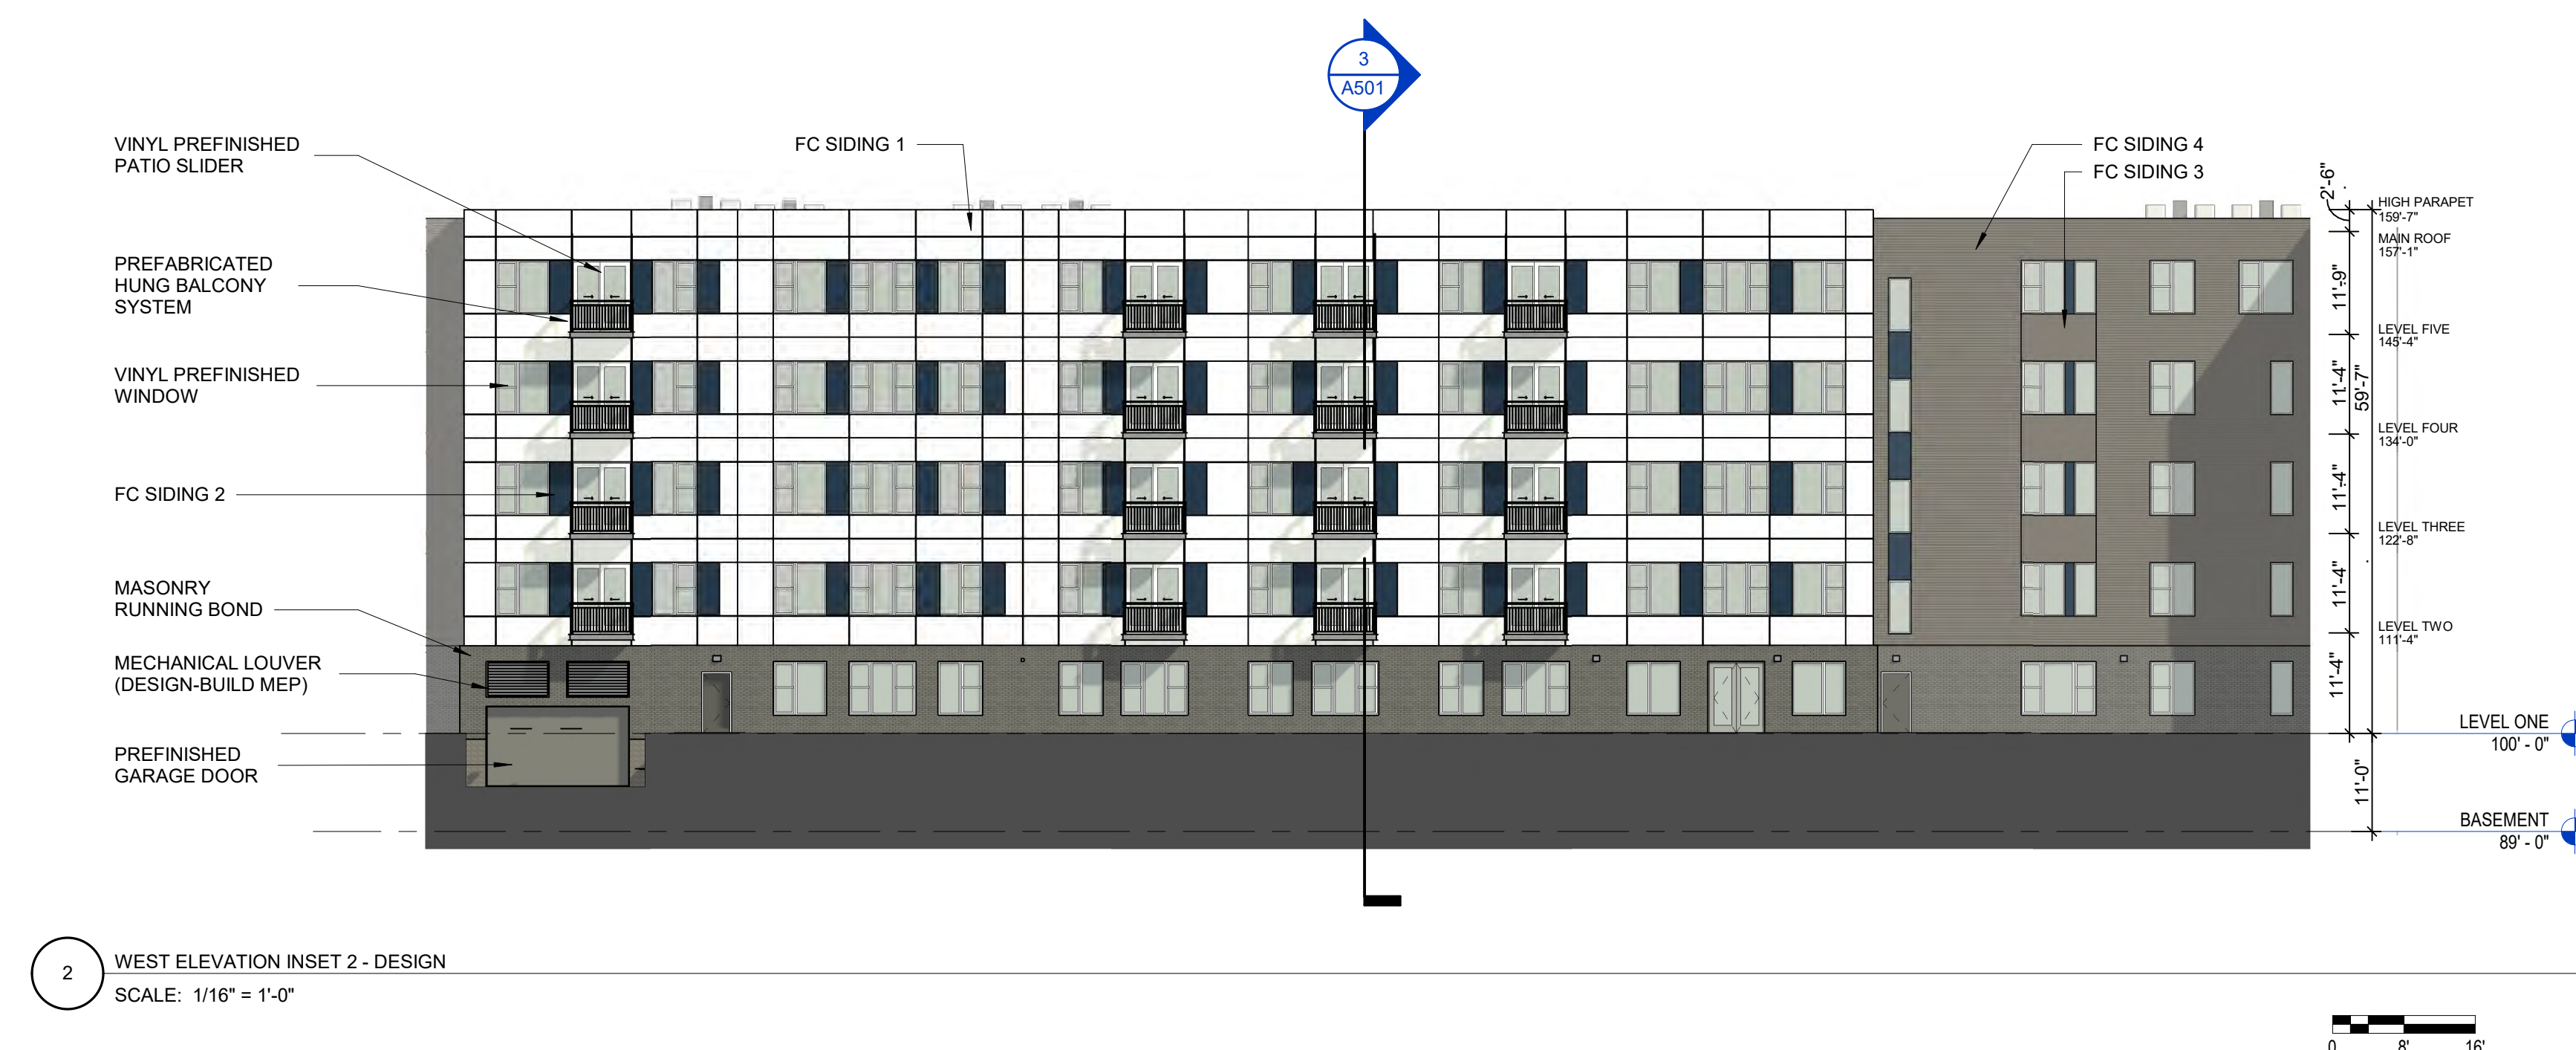 3
A501
VINYL PREFINISHED
PATIO SLIDER
FC SIDING 1
FC SIDING 4
FC SIDING 3
PREFABRICATED
HUNG BALCONY
SYSTEM
VINYL PREFINISHED
WINDOW
FC SIDING 2
MASONRY
RUNNING BOND
MECHANICAL LOUVER
(DESIGN-BUILD MEP)
PREFINISHED
GARAGE DOOR
2'-6"
11'-9"
11'-4"
11'-4"
11'-4"
11'-4"
59'-7"
11'-0"
HIGH PARAPET
159'-7"
MAIN ROOF
157'-1"
LEVEL FIVE
145'-4"
LEVEL FOUR
134'-0"
LEVEL THREE
122'-8"
LEVEL TWO
111'-4"
LEVEL ONE
100' - 0"
BASEMENT
89' - 0"
2
WEST ELEVATION INSET 2 - DESIGN
SCALE: 1/16" = 1'-0"
0 8' 16'